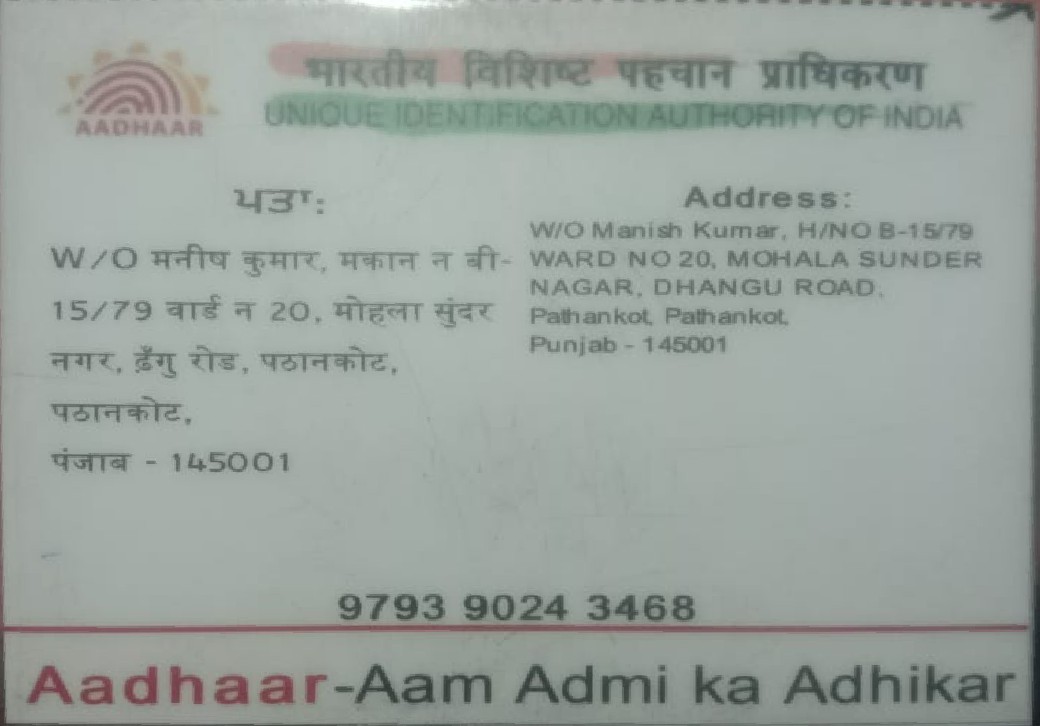 AADHAAR
भारतीय विशिष्ट पहचान प्राधिकरण
UNIQUE IDENTIFICATION AUTHORITY OF INDIA
ਪਤਾ:
W/O मनीष कुमार, मकान न बी-
15/79 वार्ड न 20, मोहला सुंदर
नगर, ढँगु रोड, पठानकोट,
पठानकोट,
पंजाब - 145001
Address:
W/O Manish Kumar, H/NO B-15/79
WARD NO 20, MOHALA SUNDER
NAGAR, DHANGU ROAD,
Pathankot, Pathankot,
Punjab - 145001
9793 9024 3468
Aadhaar-Aam Admi ka Adhikar